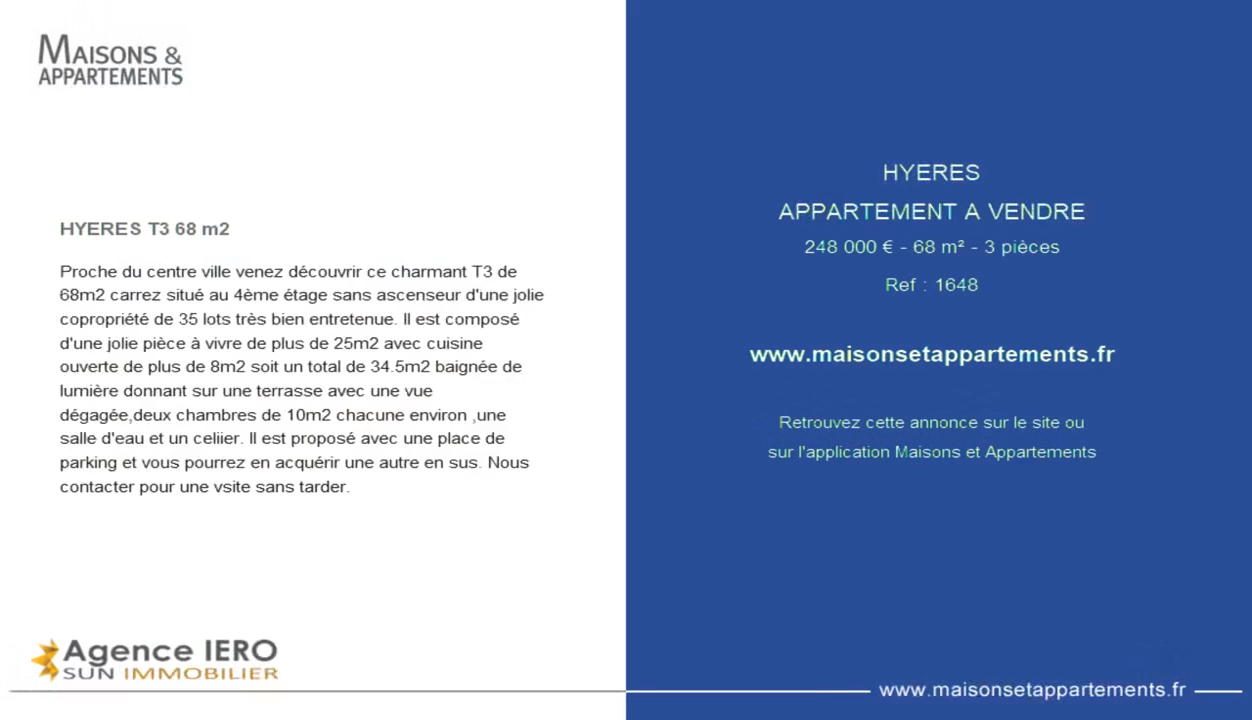 MAISONS &
APPARTEMENTS
HYERES T3 68 m2
Proche du centre ville venez découvrir ce charmant T3 de
68m2 carrez situé au 4ème étage sans ascenseur d'une jolie
copropriété de 35 lots très bien entretenue. Il est composé
d'une jolie pièce à vivre de plus de 25m2 avec cuisine
ouverte de plus de 8m2 soit un total de 34.5m2 baignée de
lumière donnant sur une terrasse avec une vue
dégagée,deux chambres de 10m2 chacune environ ,une
salle d'eau et un celiier. Il est proposé avec une place de
parking et vous pourrez en acquérir une autre en sus. Nous
contacter pour une vsite sans tarder.
Agence IERO
SUN IMMOBILIER
HYERES
APPARTEMENT A VENDRE
248 000 € - 68 m² - 3 pièces
Ref : 1648
www.maisonsetappartements.fr
Retrouvez cette annonce sur le site ou
sur l'application Maisons et Appartements
www.maisonsetappartements.fr